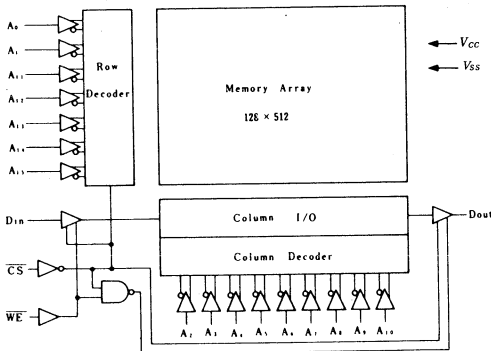 A0
A1
A11
A12
A13
A14
A15
Row
Decoder
Memory Array
128 × 512
VCC
VSS
Din
Column I/O
Dout
Column Decoder
CS
WE
A2 A3 A4 A5 A6 A7 A8 A9 A10